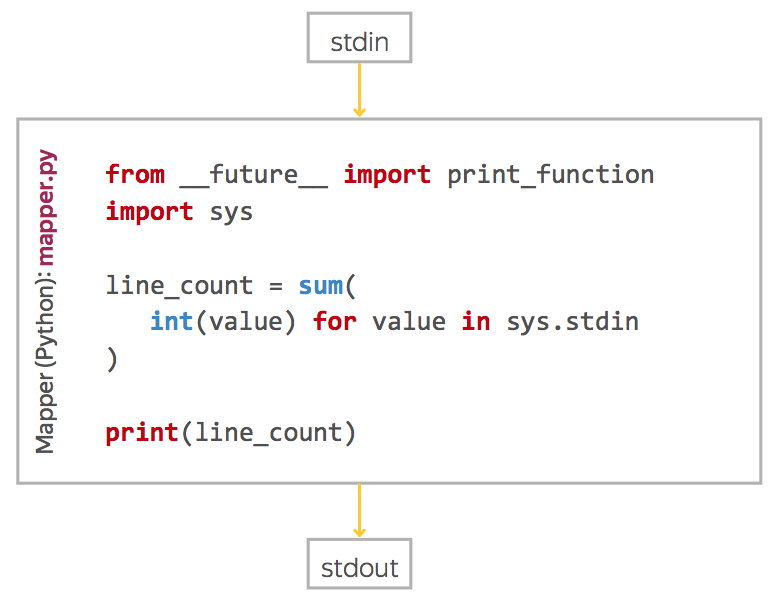 stdin
Mapper (Python): mapper.py
from __future__ import print_function
import sys
line_count = sum(
int(value) for value in sys.stdin
)
print(line_count)
stdout